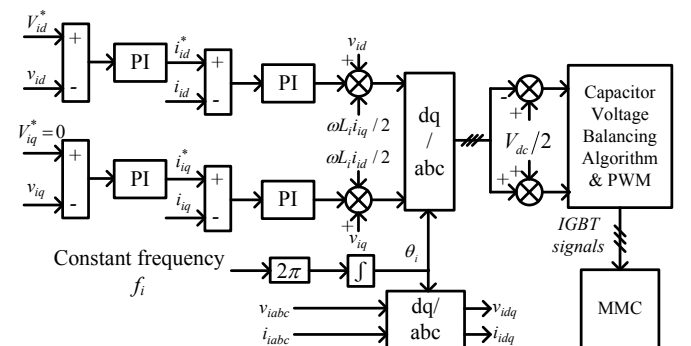 V*id
+
-
vid
PI
i*id
+
-
iid
PI
vid
+
ωLiiiq / 2
V*iq = 0
+
-
viq
PI
i*iq
+
-
iiq
PI
ωLiiid / 2
+
viq
dq
/
abc
-
+
Vdc/2
+
+
Capacitor
Voltage
Balancing
Algorithm
& PWM
IGBT
signals
MMC
Constant frequency
fi
2π
∫
θi
viabc
iiabc
dq/
abc
vidq
iidq